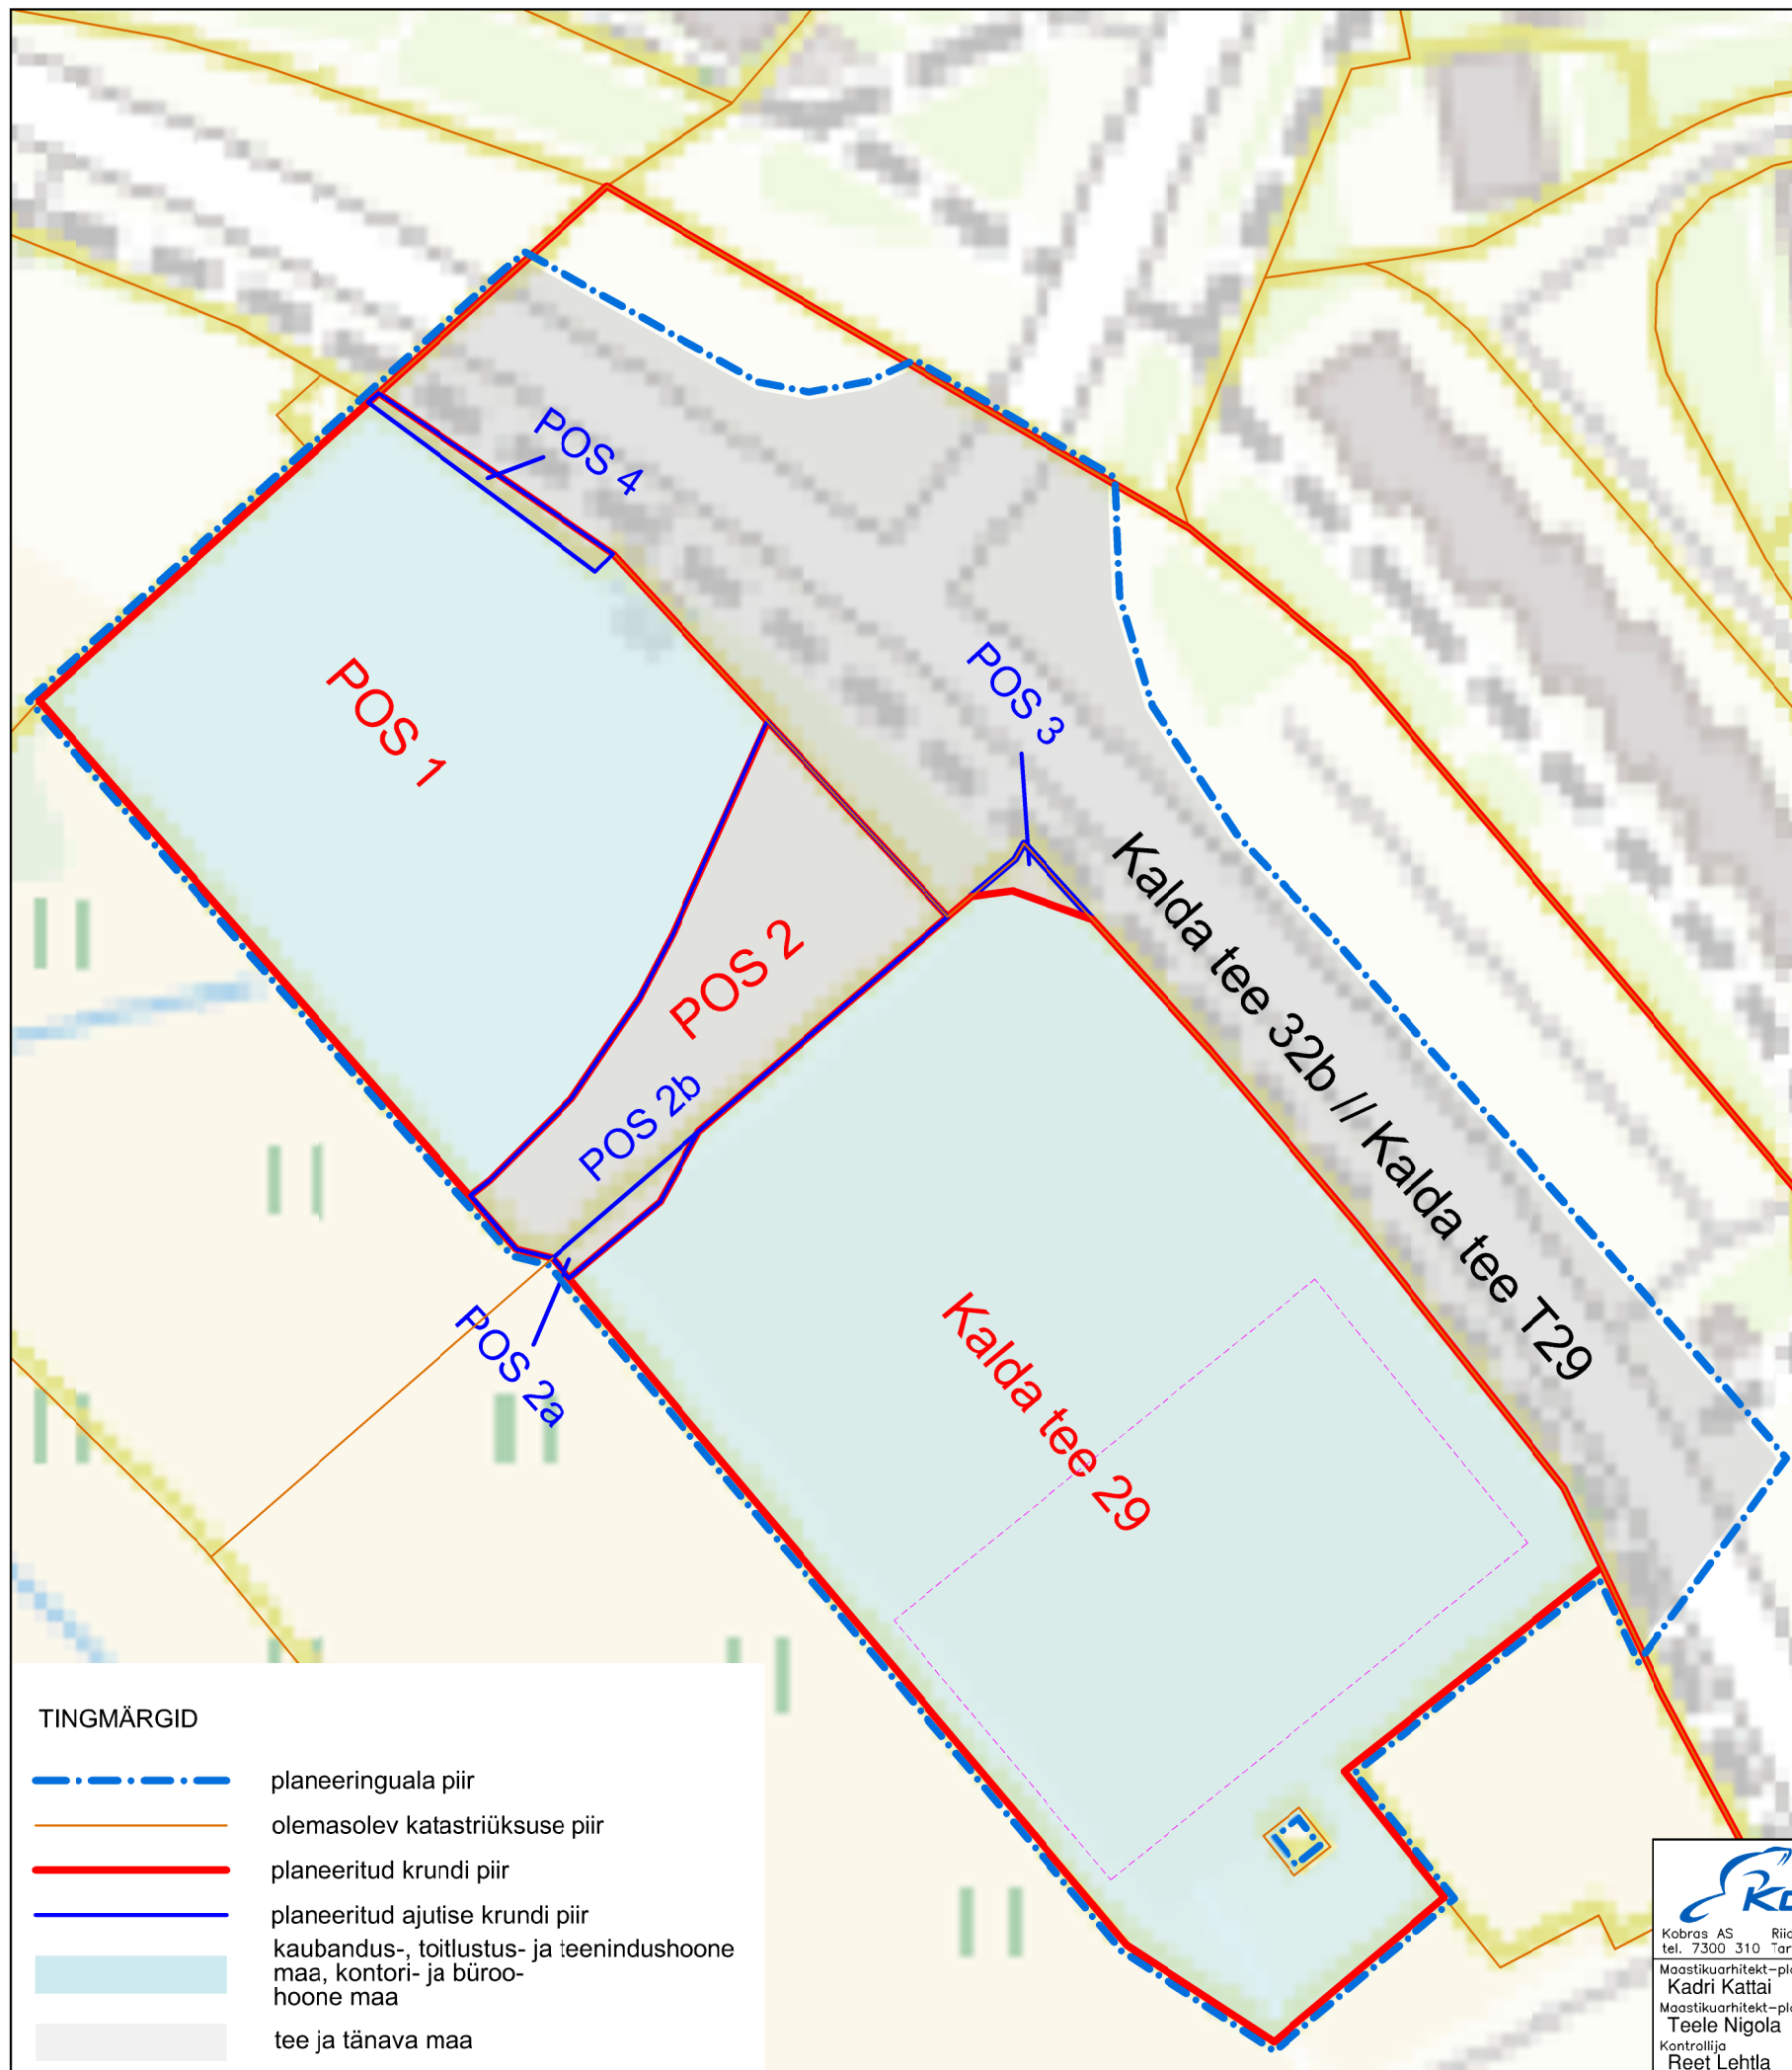 POS 4
POS 1
POS 3
POS 2
POS 2b
POS 2a
Kalda tee 32b // Kalda tee T29
Kalda tee 29
TINGMÄRGID
planeeringuala piir
olemasolev katastriüksuse piir
planeeritud krundi piir
planeeritud ajutise krundi piir
kaubandus-, toitlustus- ja teenindushoone
maa, kontori- ja büroo-
hoone maa
tee ja tänava maa
Kobras AS
tel. 7300 310
Kadri Kattai
Teele Nigola
Kontrollija
Reet Lehtla